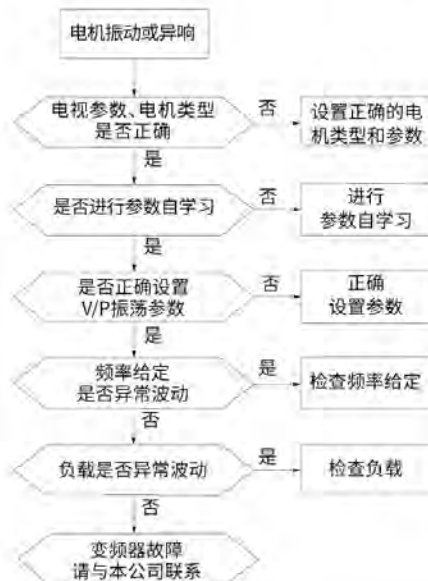 电机振动或异响
电视参数、电机类型
是否正确
否
设置正确的电
机类型和参数
是
是否进行参数自学习
否
进行
参数自学习
是
是否正确设置
V/P振荡参数
否
正确
设置参数
是
频率给定
是否异常波动
是
检查频率给定
否
负载是否异常波动
是
检查负载
否
变频器故障
请与本公司联系